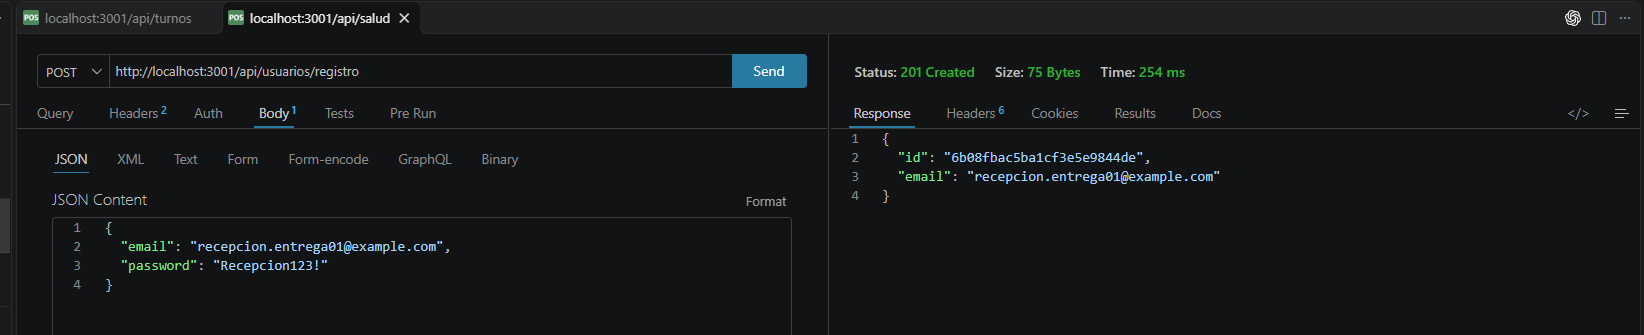 POS localhost:3001/api/turnos
POS localhost:3001/api/salud
POST http://localhost:3001/api/usuarios/registro Send
Query Headers 2 Auth Body 1 Tests Pre Run
JSON XML Text Form Form-encode GraphQL Binary
JSON Content Format
1 {
2 "email": "recepcion.entrega01@example.com",
3 "password": "Recepcion123!"
4 }
Status: 201 Created Size: 75 Bytes Time: 254 ms
Response Headers 6 Cookies Results Docs </>
1 {
2 "id": "6b08fbac5ba1cf3e5e9844de",
3 "email": "recepcion.entrega01@example.com"
4 }